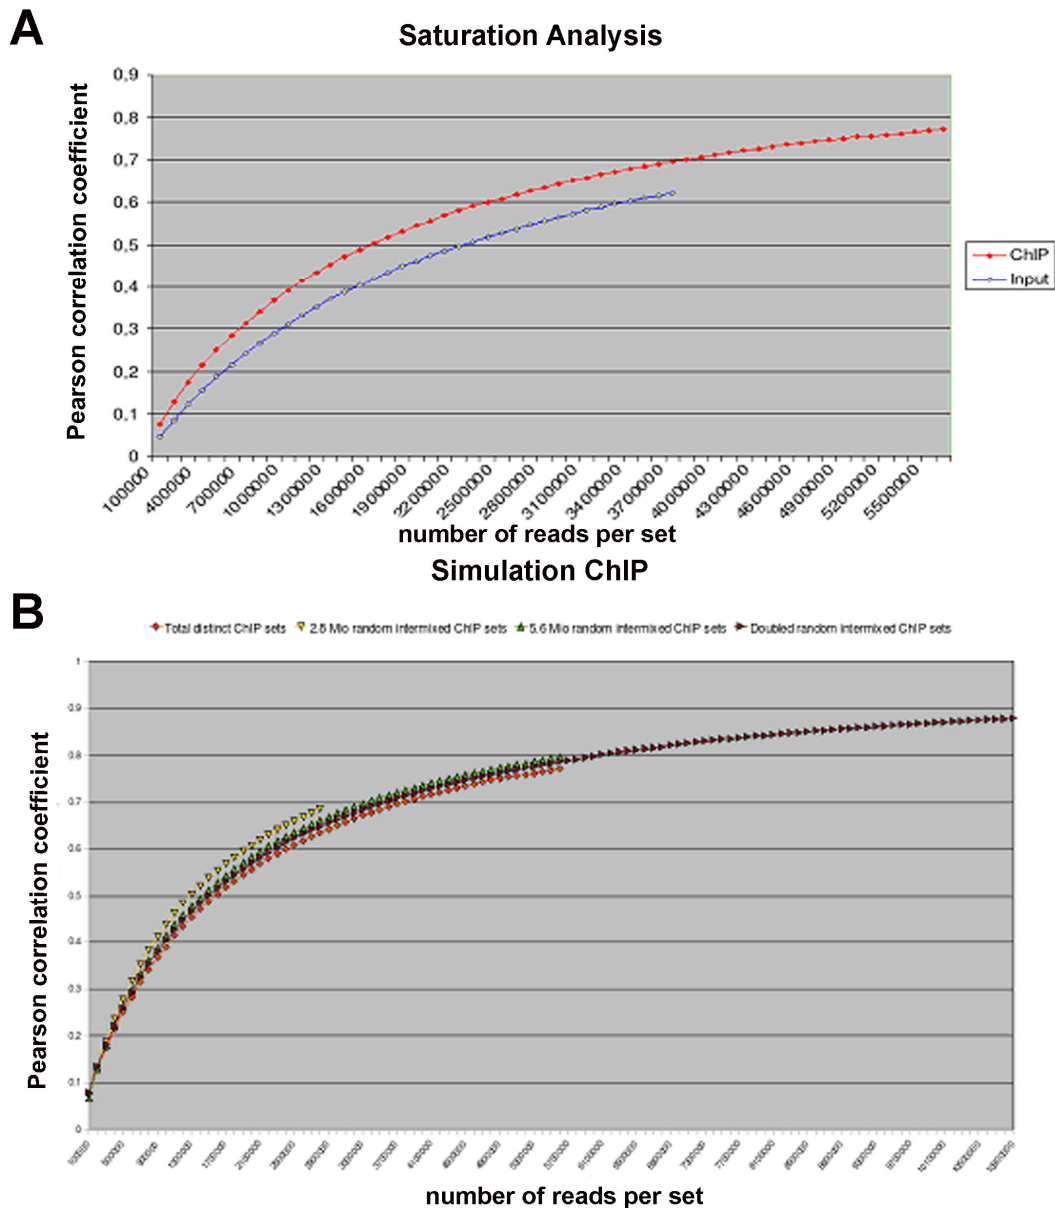 A
Saturation Analysis
Pearson correlation coefficient
0,9
0,8
0,7
0,6
0,5
0,4
0,3
0,2
0,1
0
ChIP
Input
100000 400000 700000 1000000 1300000 1600000 1900000 2200000 2500000 2800000 3100000 3400000 3700000 4000000 4300000 4600000 4900000 5200000 5500000
number of reads per set
Simulation ChIP
B
Total distinct ChIP sets 2.8 Mio random intermixed ChIP sets 5.6 Mio random intermixed ChIP sets Doubled random intermixed ChIP sets
Pearson correlation coefficient
1
0.9
0.8
0.7
0.6
0.5
0.4
0.3
0.2
0.1
0
number of reads per set